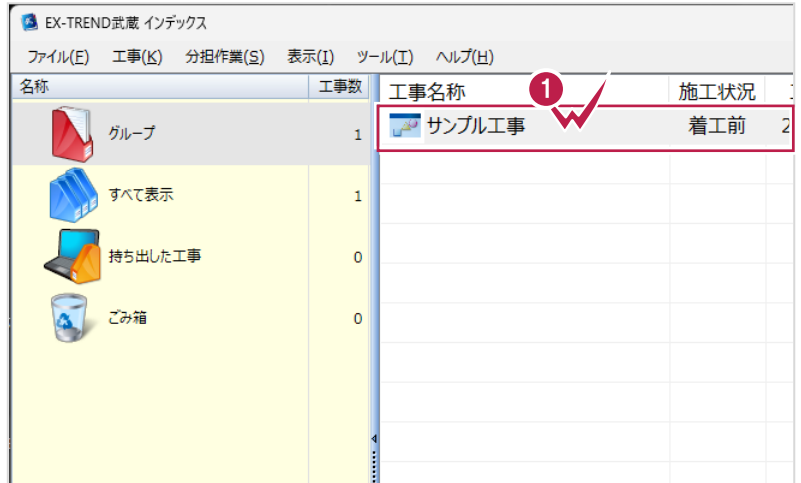 EX-TREND武蔵 インデックス
ファイル(F) 工事(K) 分担作業(S) 表示(I) ツール(T) ヘルプ(H)
名称 工事数 工事名称 施工状況
1
グループ 1 サンプル工事 着工前 2
すべて表示 1
持ち出した工事 0
ごみ箱 0